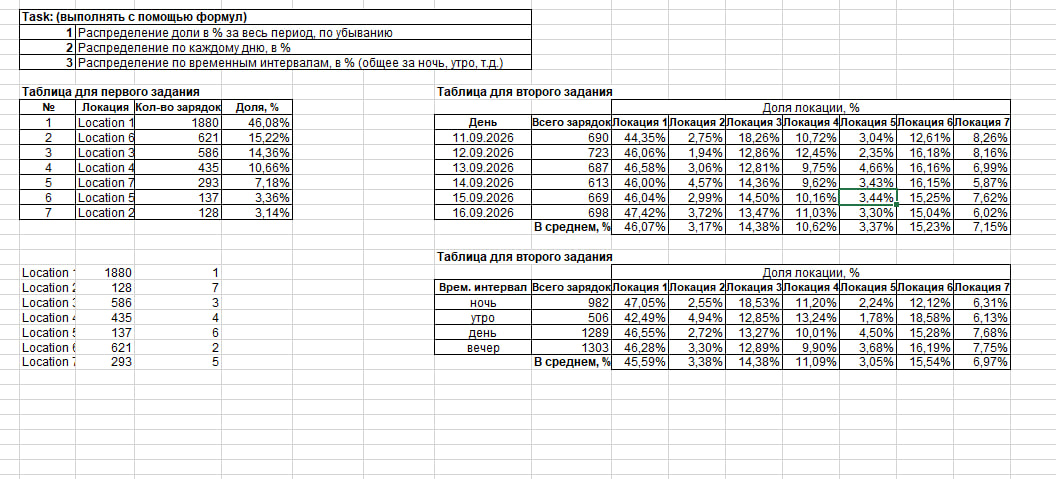 Task: (выполнять с помощью формул)
1 Распределение доли в % за весь период, по убыванию
2 Распределение по каждому дню, в %
3 Распределение по временным интервалам, в % (общее за ночь, утро, т.д.)
Таблица для первого задания
№ Локация Кол-во зарядок Доля, %
1 Location 1 1880 46,08%
2 Location 6 621 15,22%
3 Location 3 586 14,36%
4 Location 4 435 10,66%
5 Location 7 293 7,18%
6 Location 5 137 3,36%
7 Location 2 128 3,14%
Таблица для второго задания
Доля локации, %
День Всего зарядок Локация 1 Локация 2 Локация 3 Локация 4 Локация 5 Локация 6 Локация 7
11.09.2026 690 44,35% 2,75% 18,26% 10,72% 3,04% 12,61% 8,26%
12.09.2026 723 46,06% 1,94% 12,86% 12,45% 2,35% 16,18% 8,16%
13.09.2026 687 46,58% 3,06% 12,81% 9,75% 4,66% 16,16% 6,99%
14.09.2026 613 46,00% 4,57% 14,36% 9,62% 3,43% 16,15% 5,87%
15.09.2026 669 46,04% 2,99% 14,50% 10,16% 3,44% 15,25% 7,62%
16.09.2026 698 47,42% 3,72% 13,47% 11,03% 3,30% 15,04% 6,02%
В среднем, % 46,07% 3,17% 14,38% 10,62% 3,37% 15,23% 7,15%
Location 1 1880 1
Location 2 128 7
Location 3 586 3
Location 4 435 4
Location 5 137 6
Location 6 621 2
Location 7 293 5
Таблица для второго задания
Доля локации, %
Врем. интервал Всего зарядок Локация 1 Локация 2 Локация 3 Локация 4 Локация 5 Локация 6 Локация 7
ночь 982 47,05% 2,55% 18,53% 11,20% 2,24% 12,12% 6,31%
утро 506 42,49% 4,94% 12,85% 13,24% 1,78% 18,58% 6,13%
день 1289 46,55% 2,72% 13,27% 10,01% 4,50% 15,28% 7,68%
вечер 1303 46,28% 3,30% 12,89% 9,90% 3,68% 16,19% 7,75%
В среднем, % 45,59% 3,38% 14,38% 11,09% 3,05% 15,54% 6,97%